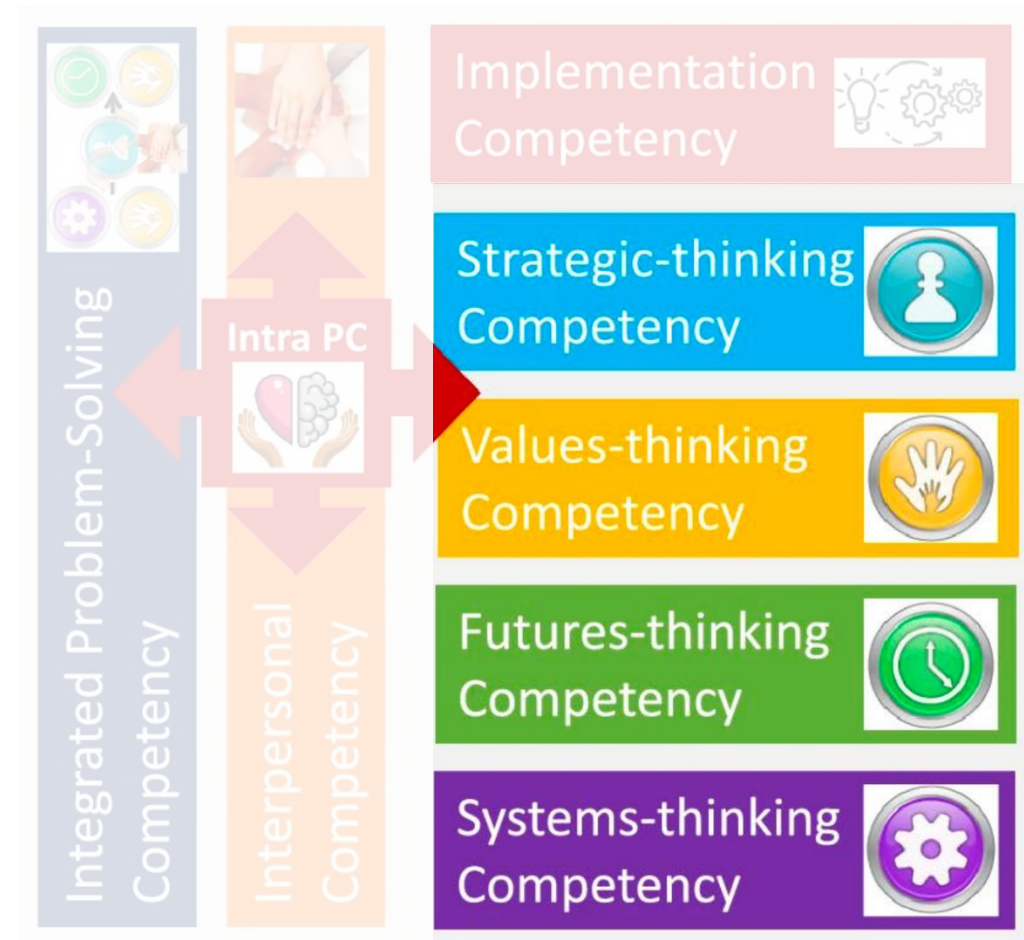 Integrated Problem-Solving
Competency
Interpersonal
Competency
Intra PC
Implementation
Competency
Strategic-thinking
Competency
Values-thinking
Competency
Futures-thinking
Competency
Systems-thinking
Competency